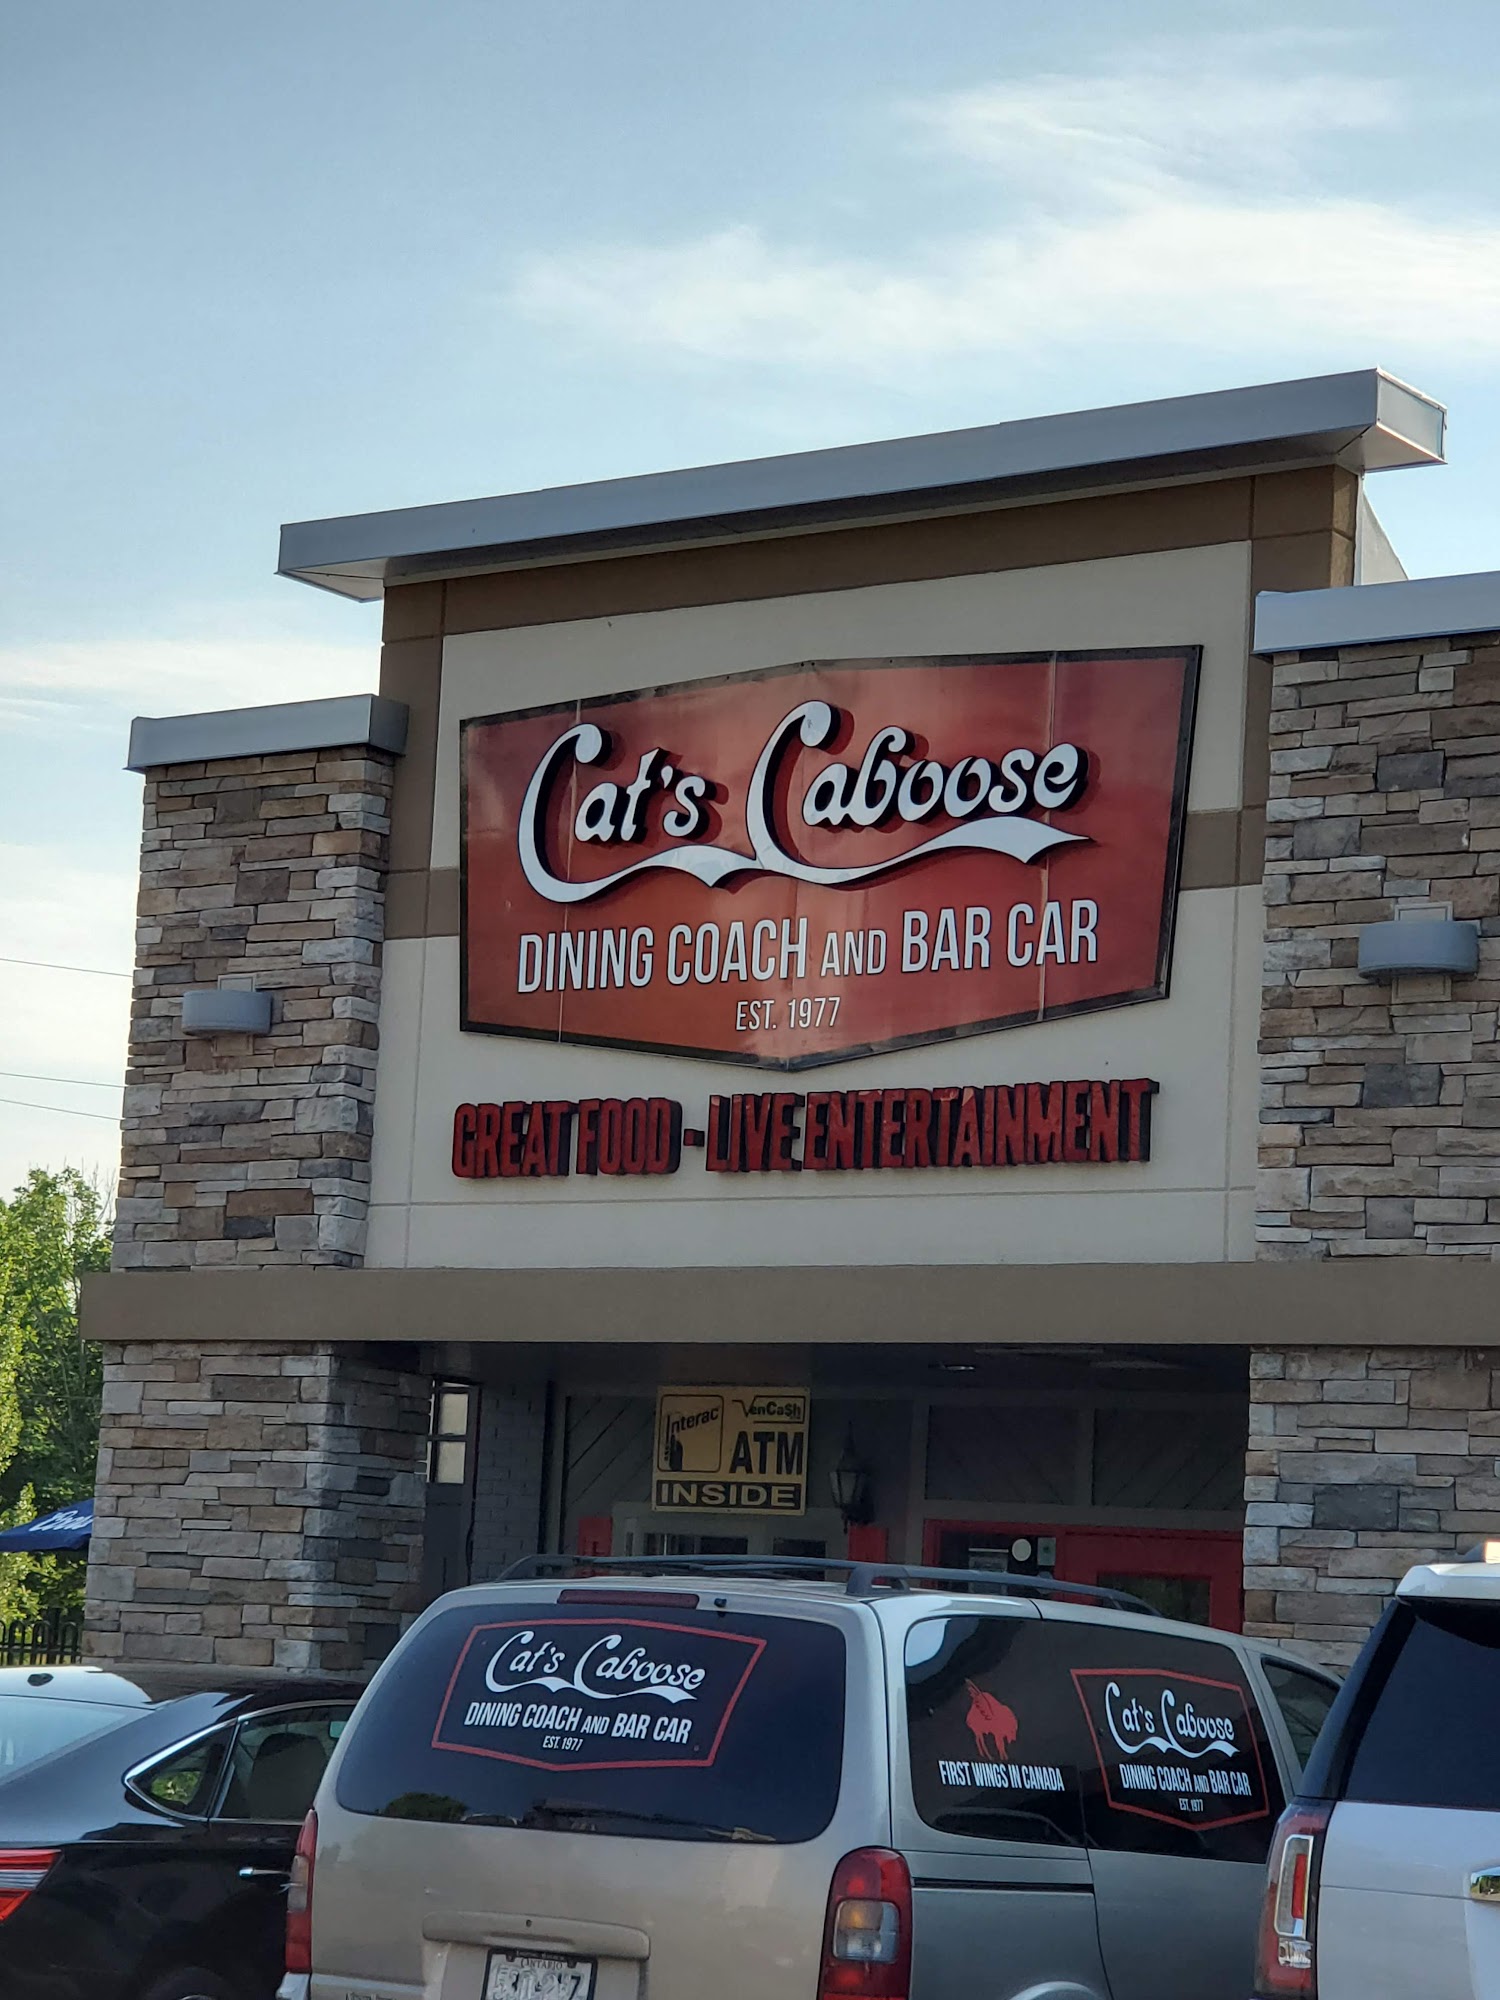 Cat's Caboose
DINING COACH AND BAR CAR
EST. 1977
GREAT FOOD - LIVE ENTERTAINMENT
Interac
VenCa$h
ATM
INSIDE
Coors
Cat's Caboose
DINING COACH AND BAR CAR
EST. 1977
FIRST WINGS IN CANADA
Cat's Caboose
DINING COACH AND BAR CAR
EST. 1977
ONTARIO